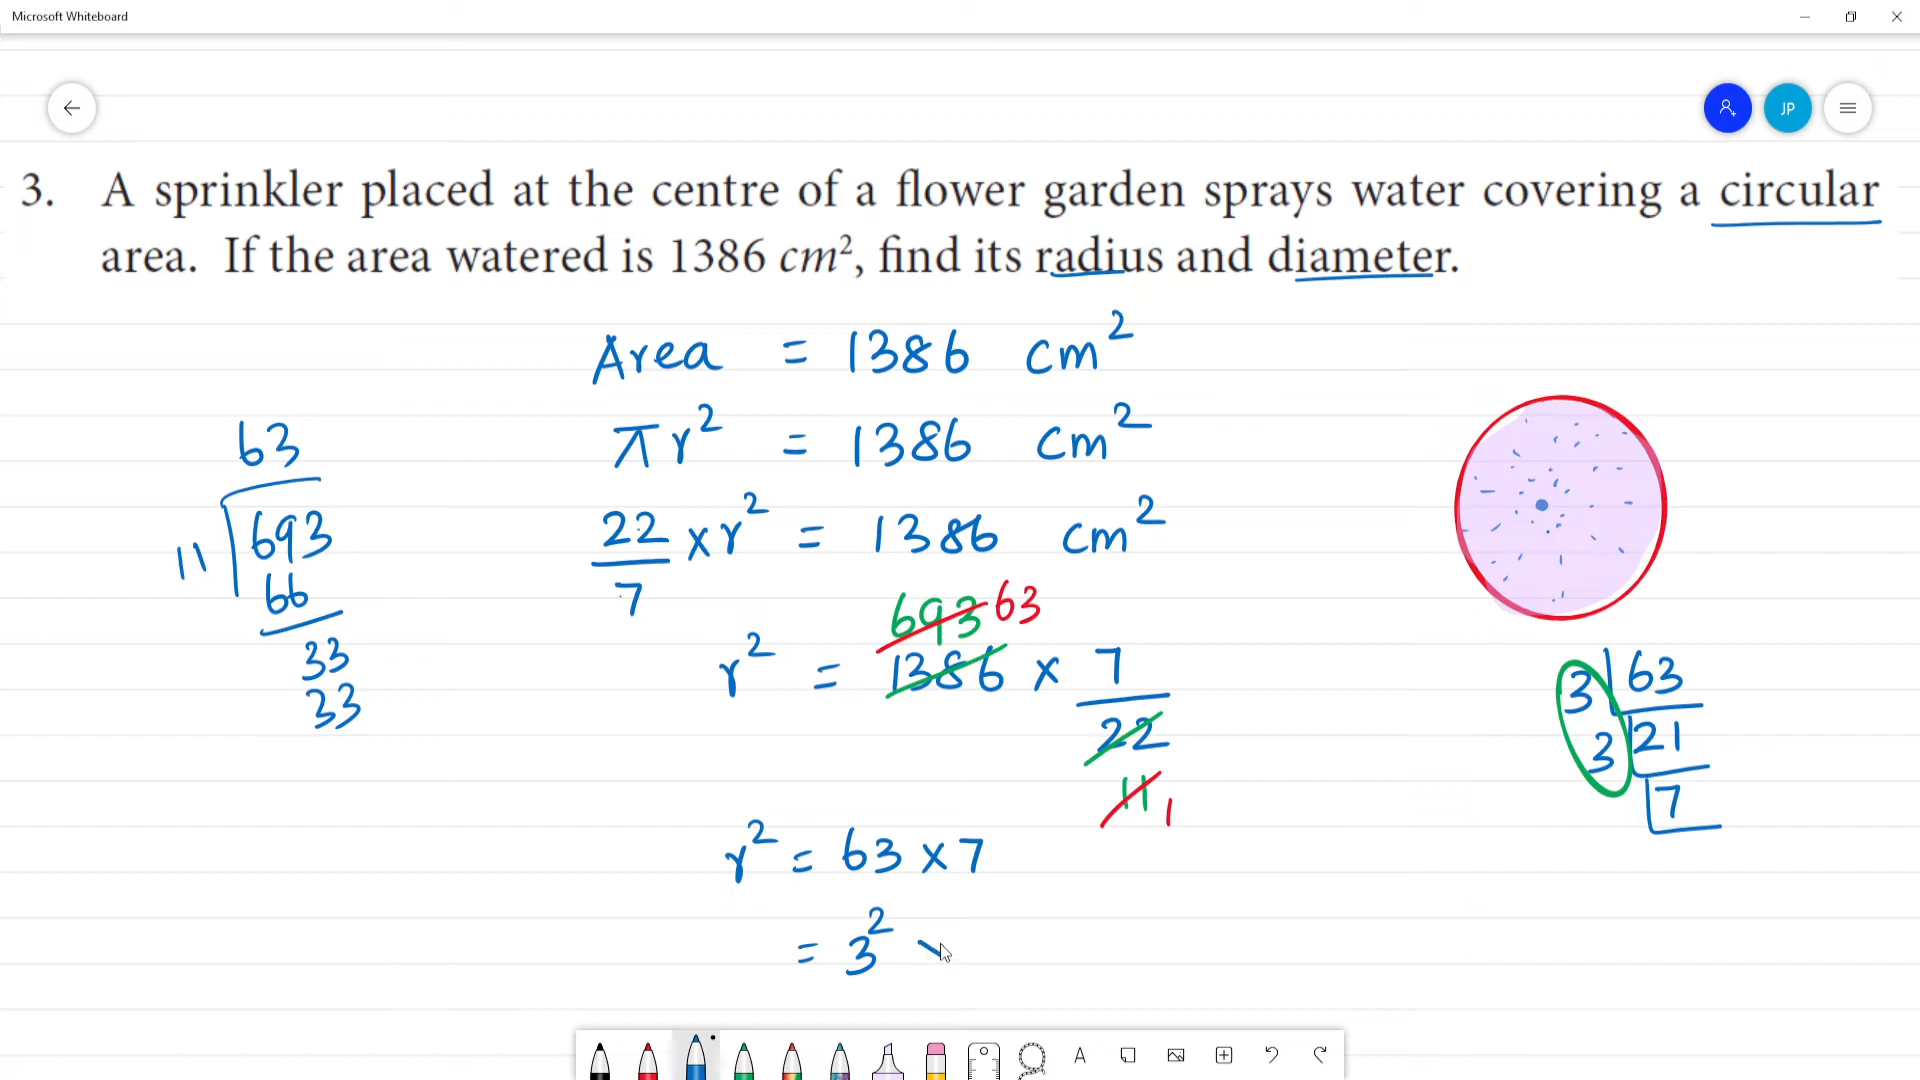 Microsoft Whiteboard
JP
3. A sprinkler placed at the centre of a flower garden sprays water covering a circular
area. If the area watered is 1386 cm², find its radius and diameter.
Area = 1386 cm²
πr² = 1386 cm²
22/7 × r² = 1386 cm²
693 63
r² = 1386 × 7/22
11 1
r² = 63 × 7
= 3²
63
11 693
66
33
33
3 63
3 21
7
A